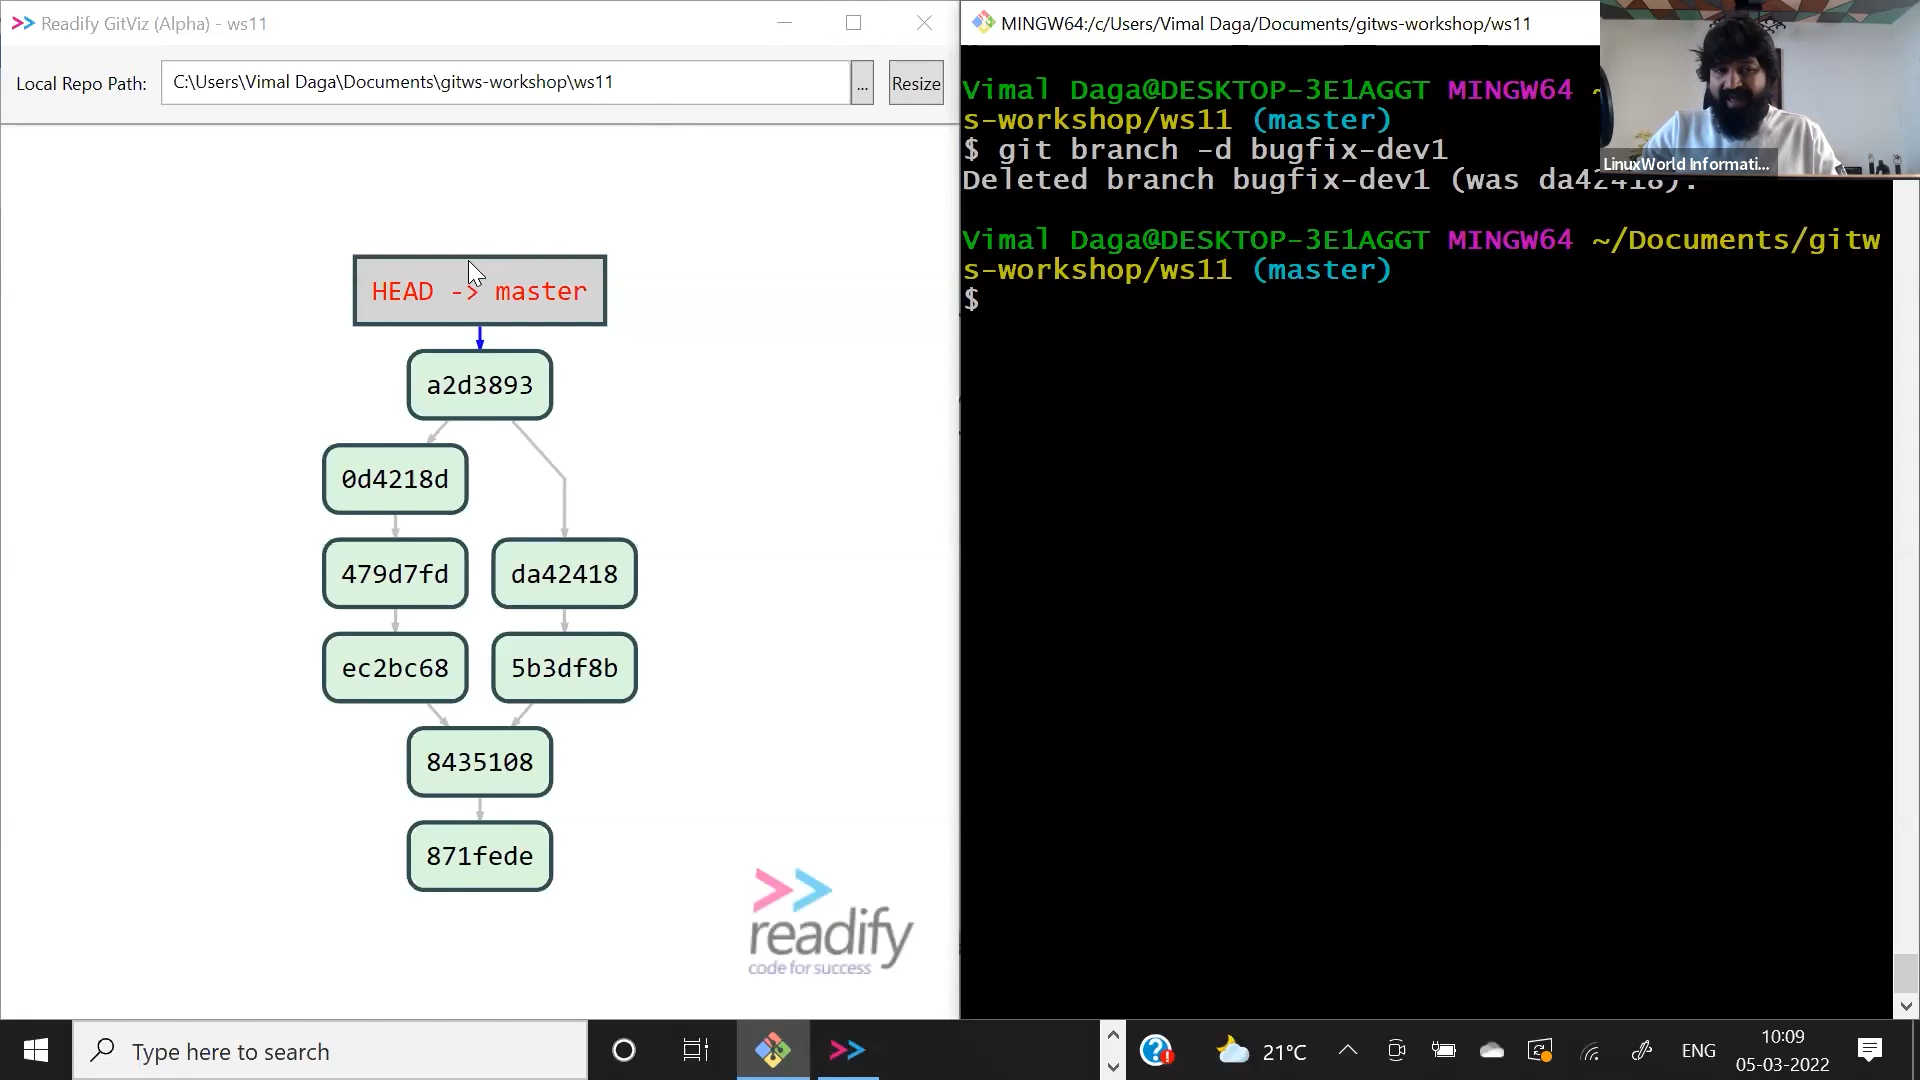 Readify GitViz (Alpha) - ws11
Local Repo Path:
C:\Users\Vimal Daga\Documents\gitws-workshop\ws11
...
Resize
HEAD -> master
a2d3893
0d4218d
479d7fd
da42418
ec2bc68
5b3df8b
8435108
871fede
readify
code for success
MINGW64:/c/Users/Vimal Daga/Documents/gitws-workshop/ws11
Vimal Daga@DESKTOP-3E1AGGT MINGW64 ~
s-workshop/ws11 (master)
$ git branch -d bugfix-dev1
Deleted branch bugfix-dev1 (was da42418).
Vimal Daga@DESKTOP-3E1AGGT MINGW64 ~/Documents/gitw
s-workshop/ws11 (master)
$
LinuxWorld Informati...
Type here to search
21°C
ENG
10:09
05-03-2022